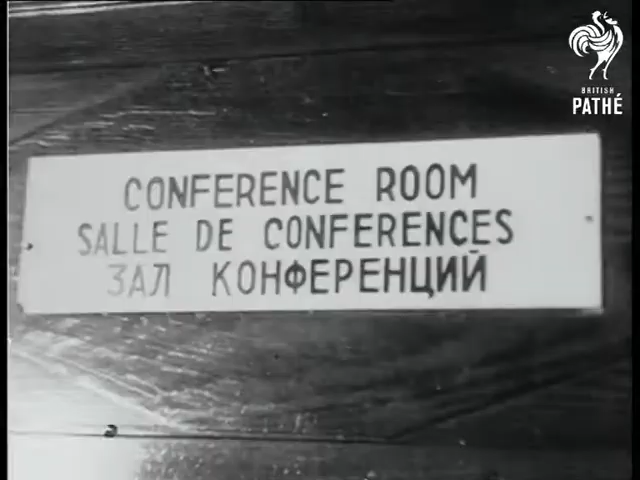 BRITISH
PATHÉ
CONFERENCE ROOM
SALLE DE CONFERENCES
ЗАЛ КОНФЕРЕНЦИЙ